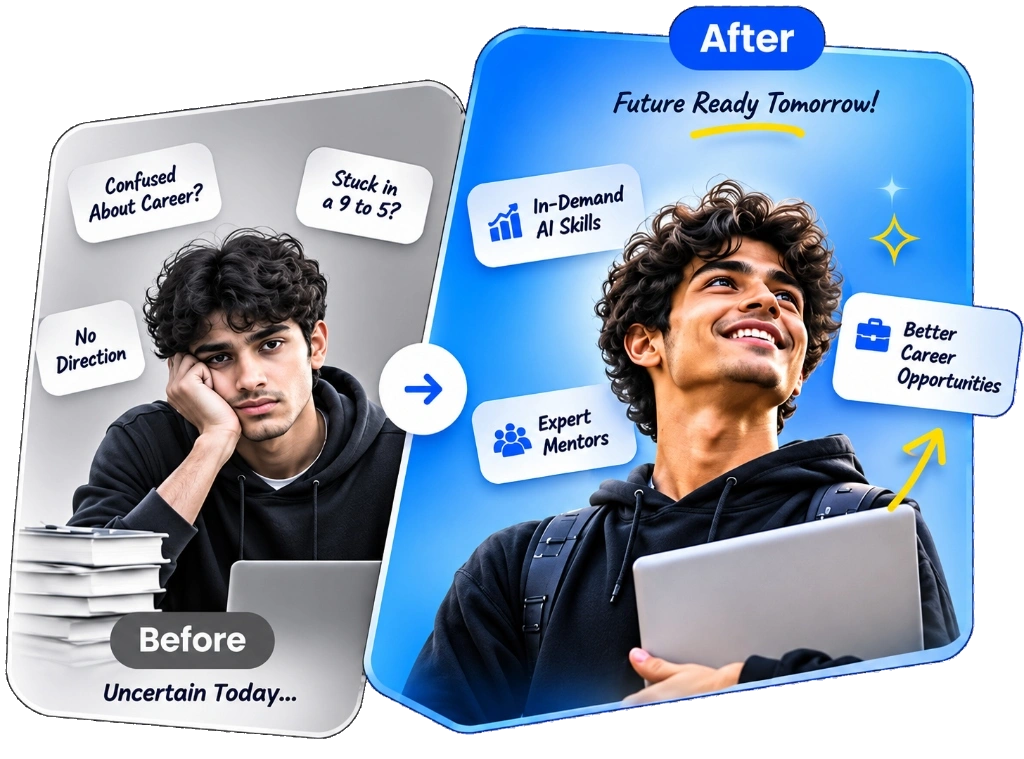 After
Future Ready Tomorrow!
Confused
About Career?
Stuck in
a 9 to 5?
No
Direction
Before
Uncertain Today...
In-Demand
AI Skills
Expert
Mentors
Better
Career
Opportunities